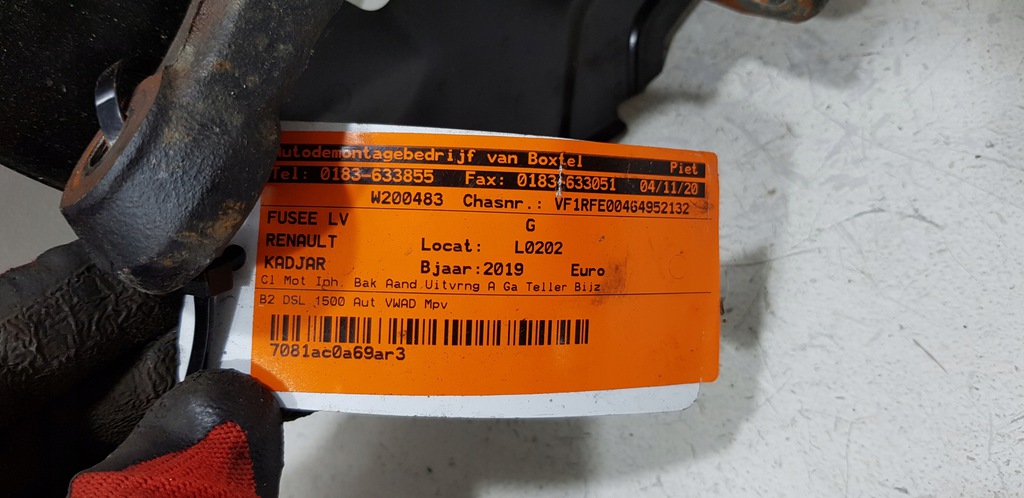 Autodemontagebedrijf van Boxtel Piet
Tel: 0183-633855 Fax: 0183-633051 04/11/20
W200483 Chasnr.: VF1RFE00464952132
FUSEE LV G
RENAULT Locat: L0202
KADJAR Bjaar:2019 Euro
Cl Mot Iph. Bak Aand Uitvrng A Ga Teller Bijz
B2 DSL 1500 Aut VWAD Mpv
7081ac0a69ar3